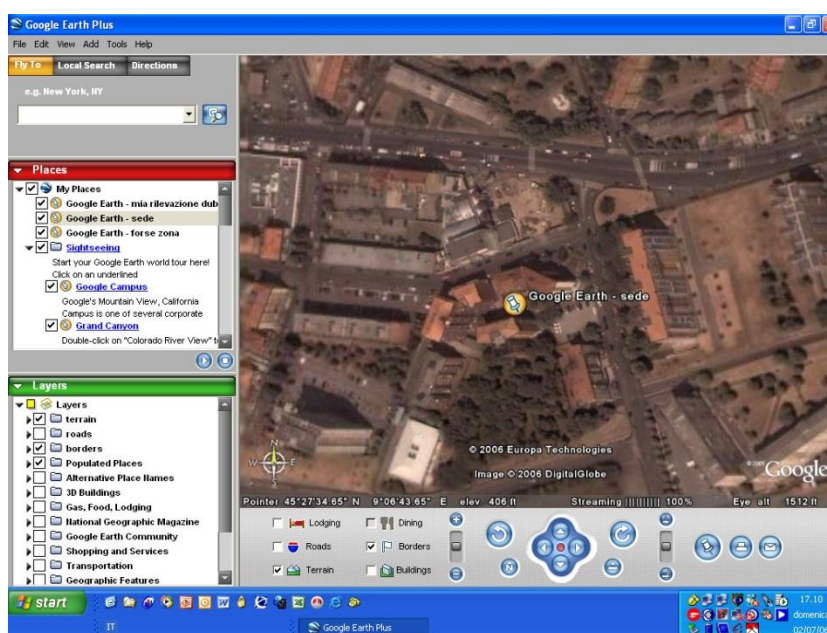 Google Earth Plus
File Edit View Add Tools Help
Fly To Local Search Directions
e.g. New York, NY
Places
My Places
Google Earth - mia rilevazione dub
Google Earth - sede
Google Earth - forse zona
Sightseeing
Start your Google Earth world tour here!
Click on an underlined
Google Campus
Google's Mountain View, California
Campus is one of several corporate
Grand Canyon
Double-click on "Colorado River View" t
Layers
Layers
terrain
roads
borders
Populated Places
Alternative Place Names
3D Buildings
Gas, Food, Lodging
National Geographic Magazine
Google Earth Community
Shopping and Services
Transportation
Geographic Features
Google Earth - sede
© 2006 Europa Technologies
Image © 2006 DigitalGlobe
© 2006 Google
N
W E
S
Pointer 45°27'34.65" N 9°06'43.65" E elev 406 ft Streaming |||||||||| 100% Eye alt 1512 ft
Lodging Dining
Roads Borders
Terrain Buildings
N
start
17.10
IT
Google Earth Plus
domenica
02/07/06